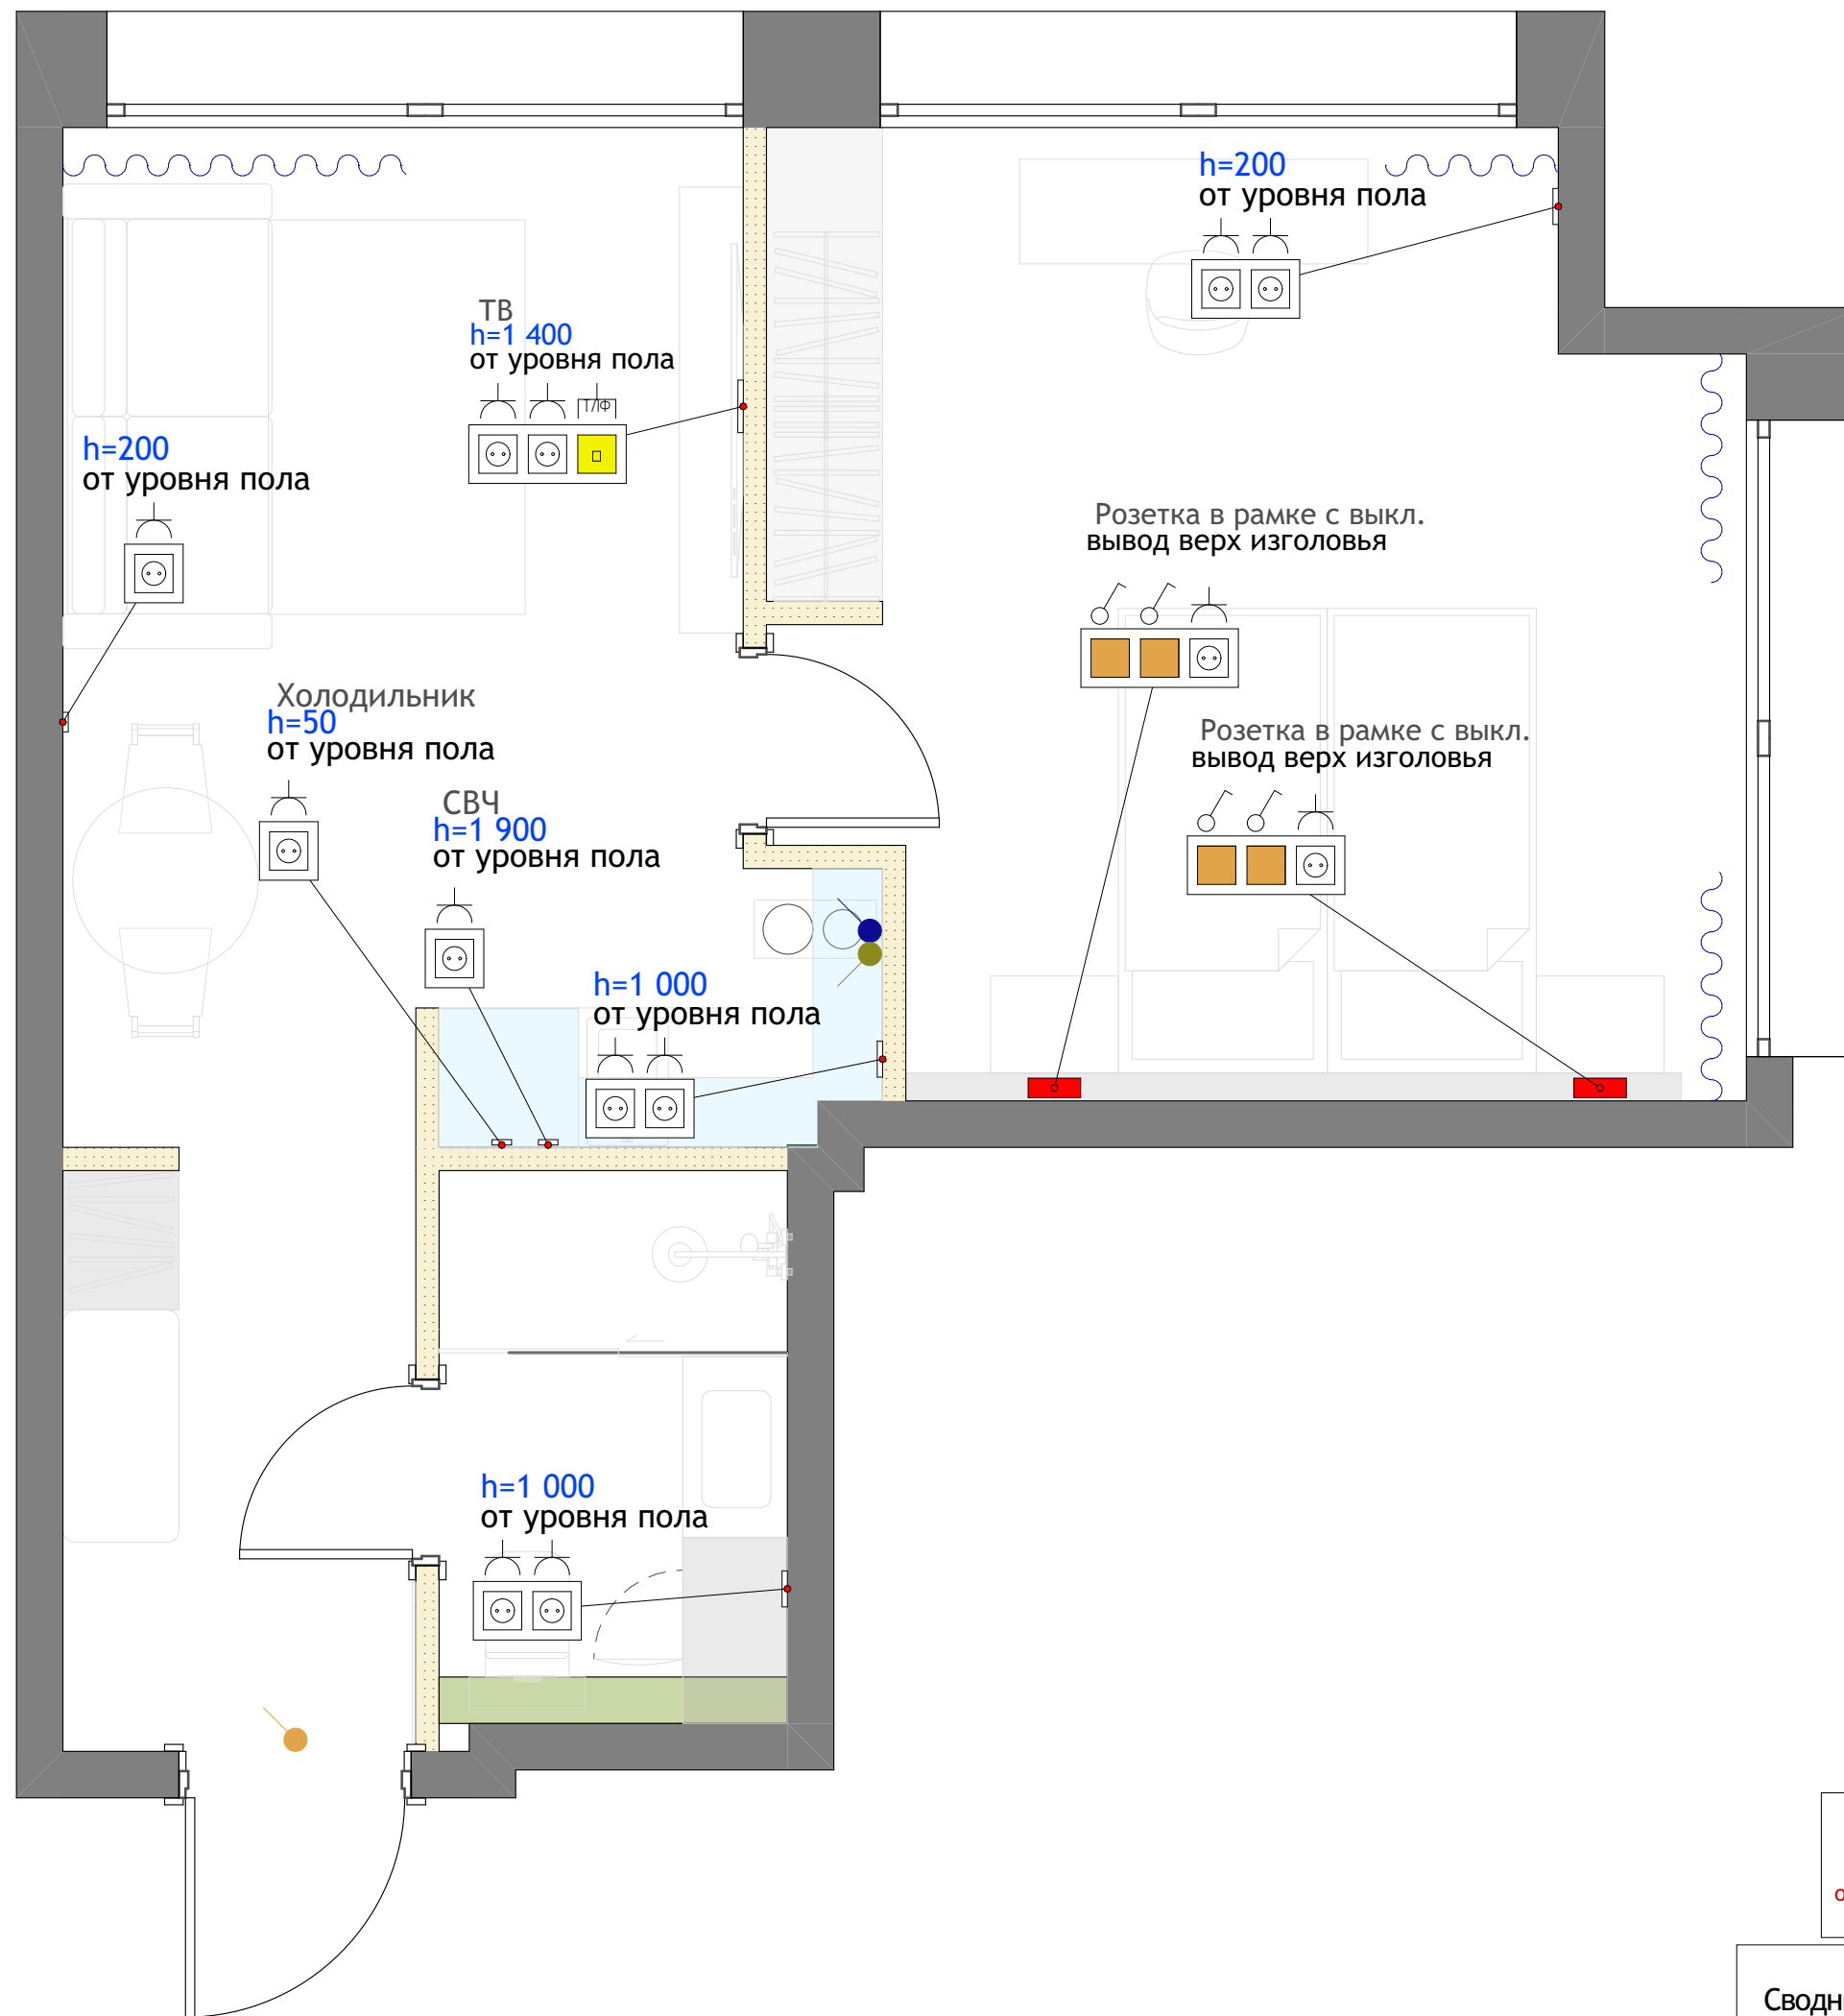 h=200
от уровня пола
ТВ
h=1 400
от уровня пола
Т/Ф
h=200
от уровня пола
Розетка в рамке с выкл.
вывод верх изголовья
Холодильник
h=50
от уровня пола
Розетка в рамке с выкл.
вывод верх изголовья
СВЧ
h=1 900
от уровня пола
h=1 000
от уровня пола
h=1 000
от уровня пола
о
Сводн